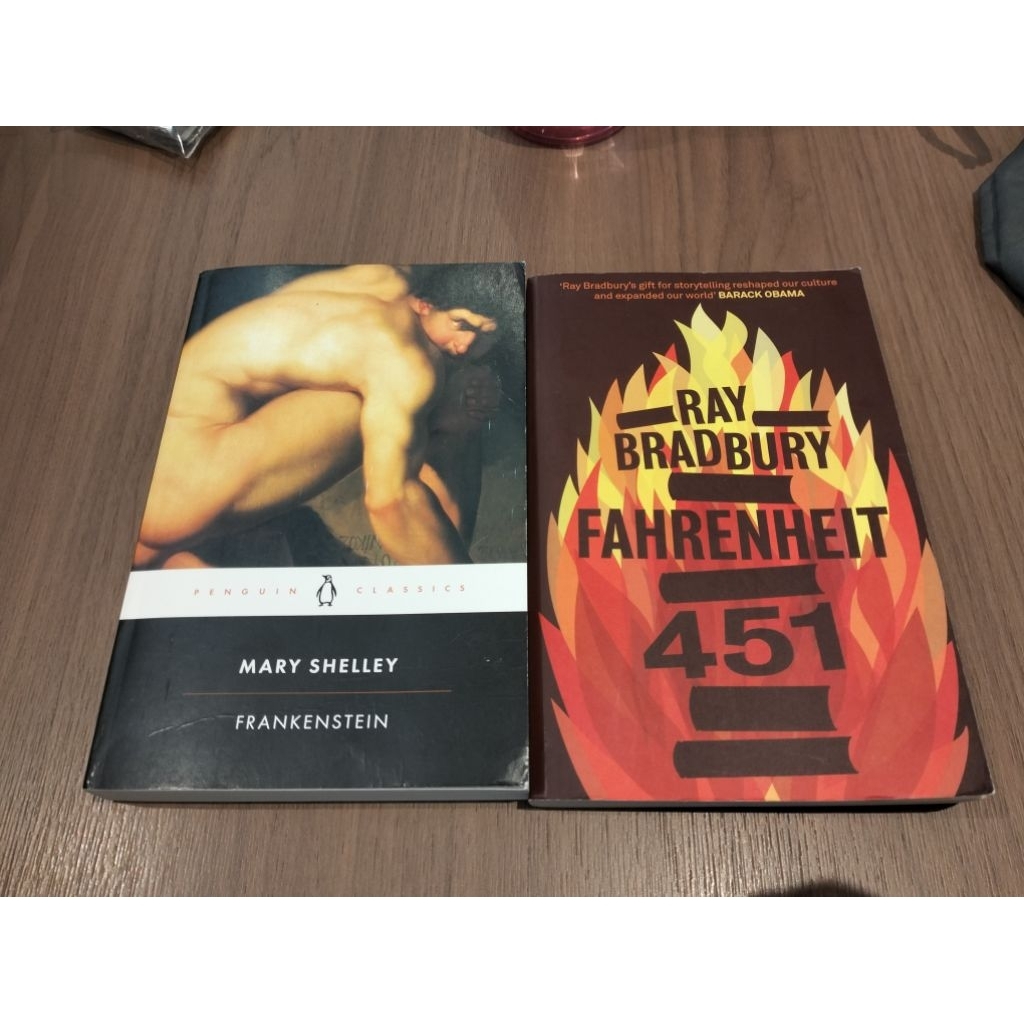 PENGUIN CLASSICS
MARY SHELLEY
FRANKENSTEIN
'Ray Bradbury's gift for storytelling reshaped our culture
and expanded our world' BARACK OBAMA
RAY
BRADBURY
FAHRENHEIT
451